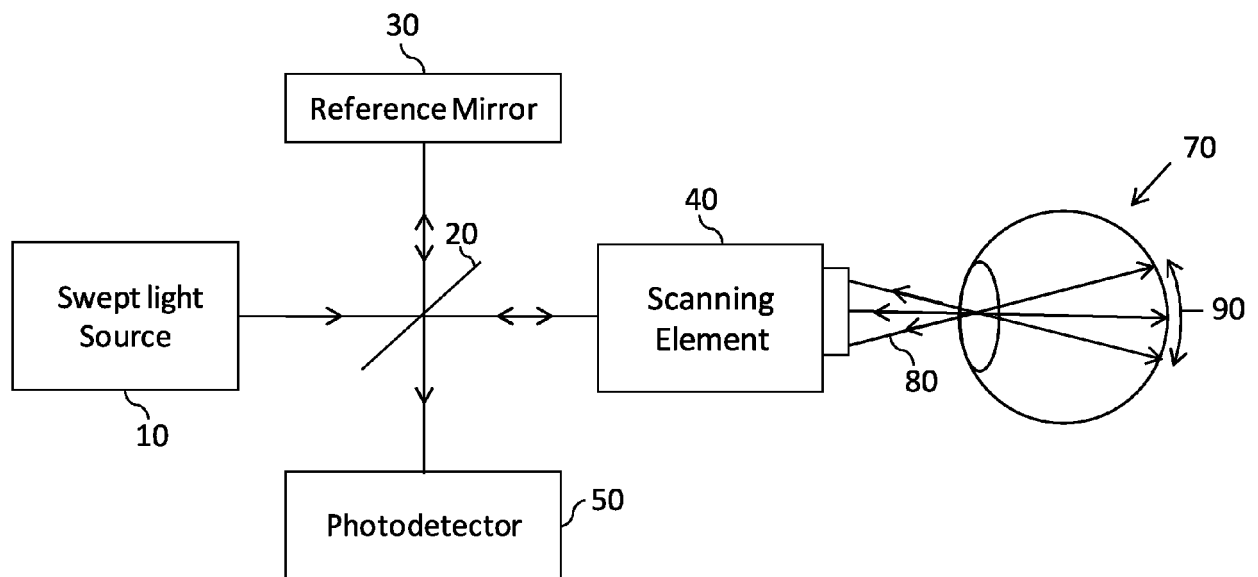 30
Reference Mirror
70
40
20
Swept light
Source
Scanning
Element
90
80
10
50
Photodetector